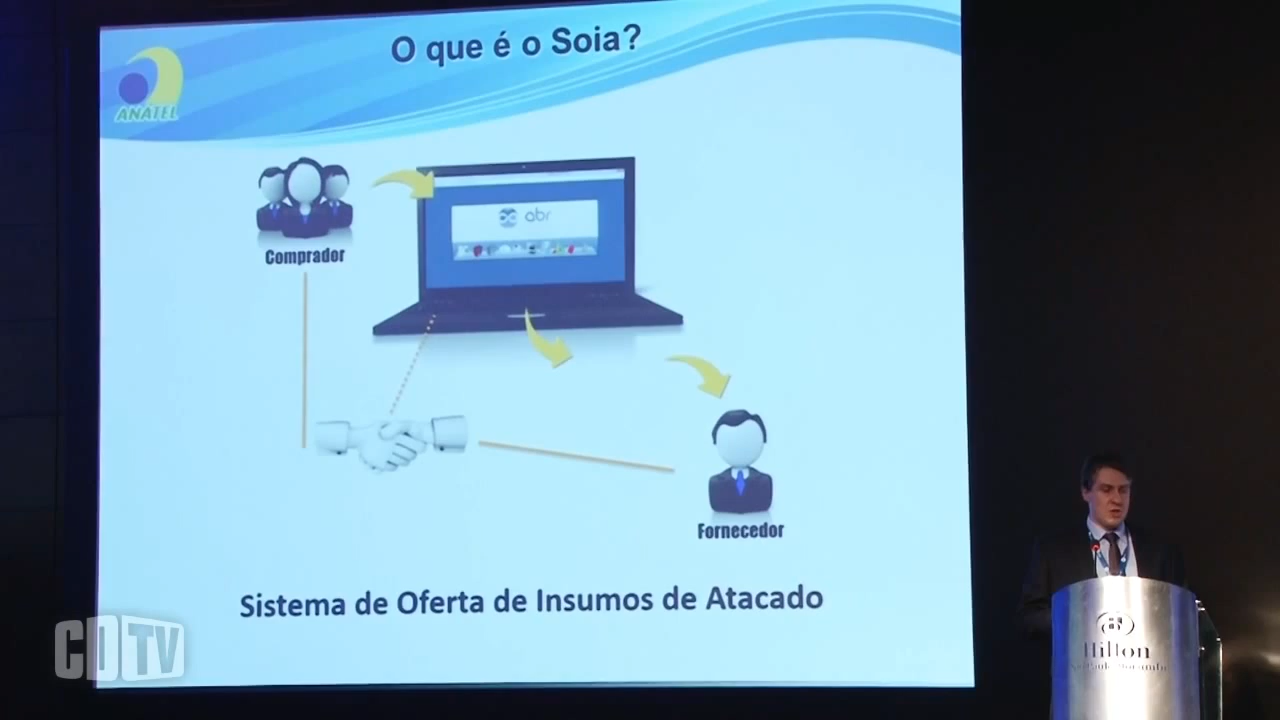 O que é o Soia?
ANATEL
abr
Comprador
Fornecedor
Sistema de Oferta de Insumos de Atacado
CDTV
Hilton